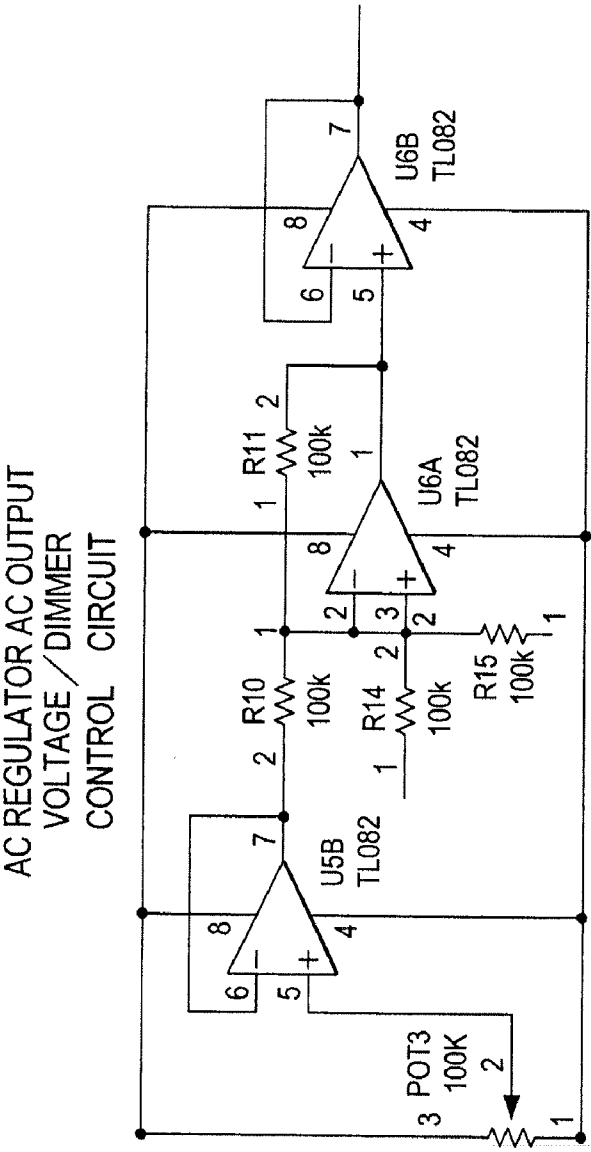 AC REGULATOR AC OUTPUT
VOLTAGE / DIMMER
CONTROL CIRCUIT
POT3
100K
3
2
1
6
5
8
4
7
U5B
TL082
2
R10
100k
1
1
R14
100k
2
R15
100k
2
1
1
R11
100k
2
2
3
8
4
1
U6A
TL082
6
5
8
4
7
U6B
TL082